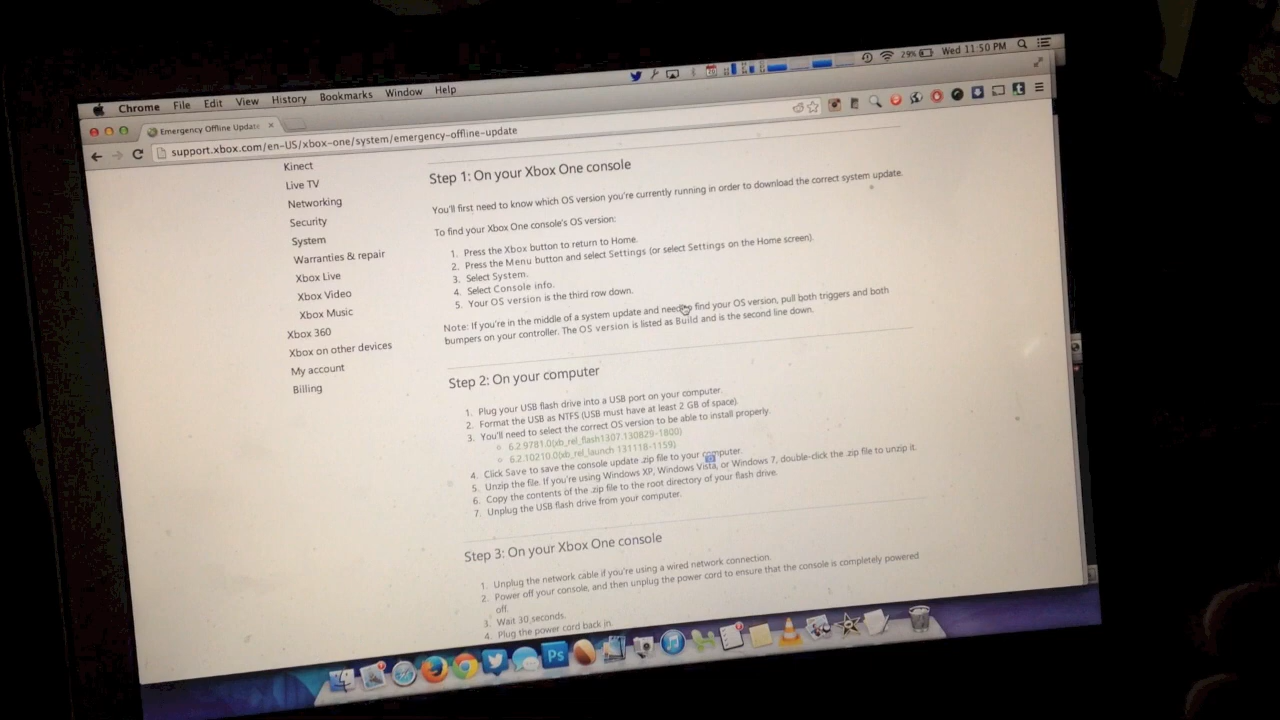 Chrome File Edit View History Bookmarks Window Help
29% Wed 11:50 PM
Emergency Offline Update
support.xbox.com/en-US/xbox-one/system/emergency-offline-update
Kinect
Live TV
Networking
Security
System
Warranties & repair
Xbox Live
Xbox Video
Xbox Music
Xbox 360
Xbox on other devices
My account
Billing
Step 1: On your Xbox One console
You'll first need to know which OS version you're currently running in order to download the correct system update.
To find your Xbox One console's OS version:
1. Press the Xbox button to return to Home.
2. Press the Menu button and select Settings (or select Settings on the Home screen).
3. Select System.
4. Select Console info.
5. Your OS version is the third row down.
Note: If you're in the middle of a system update and need to find your OS version, pull both triggers and both
bumpers on your controller. The OS version is listed as Build and is the second line down.
Step 2: On your computer
1. Plug your USB flash drive into a USB port on your computer.
2. Format the USB as NTFS (USB must have at least 2 GB of space).
3. You'll need to select the correct OS version to be able to install properly.
6.2.9781.0(xb_rel_flash1307.130829-1800)
6.2.10210.0(xb_rel_launch 131118-1159)
4. Click Save to save the console update .zip file to your computer.
5. Unzip the file. If you're using Windows XP, Windows Vista, or Windows 7, double-click the .zip file to unzip it.
6. Copy the contents of the .zip file to the root directory of your flash drive.
7. Unplug the USB flash drive from your computer.
Step 3: On your Xbox One console
1. Unplug the network cable if you're using a wired network connection.
2. Power off your console, and then unplug the power cord to ensure that the console is completely powered
off.
3. Wait 30 seconds.
4. Plug the power cord back in.
Ps